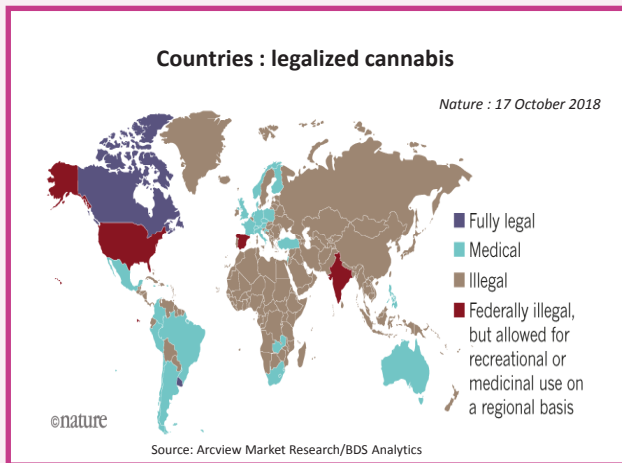 Countries : legalized cannabis
Nature : 17 October 2018
Fully legal
Medical
Illegal
Federally illegal,
but allowed for
recreational or
medicinal use on
a regional basis
©nature
Source: Arcview Market Research/BDS Analytics